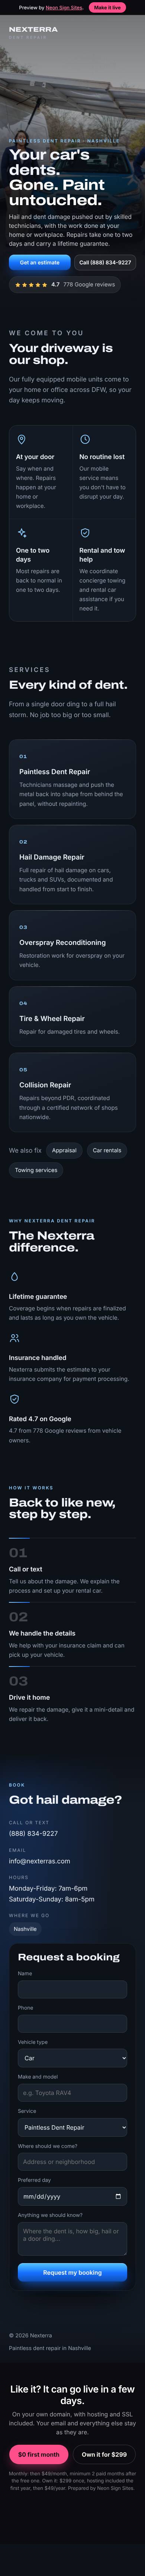 Preview by Neon Sign Sites. Make it live
NEXTERRA
DENT REPAIR
PAINTLESS DENT REPAIR · NASHVILLE
Your car's
dents.
Gone. Paint
untouched.
Hail and dent damage pushed out by skilled
technicians, with the work done at your
home or workplace. Repairs take one to two
days and carry a lifetime guarantee.
Get an estimate
Call (888) 834-9227
★★★★★ 4.7 778 Google reviews
WE COME TO YOU
Your driveway is
our shop.
Our fully equipped mobile units come to
your home or office across DFW, so your
day keeps moving.
At your door
Say when and
where. Repairs
happen at your
home or
workplace.
No routine lost
Our mobile
service means
you don't have to
disrupt your day.
One to two
days
Most repairs are
back to normal in
one to two days.
Rental and tow
help
We coordinate
concierge towing
and rental car
assistance if you
need it.
SERVICES
Every kind of dent.
From a single door ding to a full hail
storm. No job too big or too small.
01
Paintless Dent Repair
Technicians massage and push the
metal back into shape from behind the
panel, without repainting.
02
Hail Damage Repair
Full repair of hail damage on cars,
trucks and SUVs, documented and
handled from start to finish.
03
Overspray Reconditioning
Restoration work for overspray on your
vehicle.
04
Tire & Wheel Repair
Repair for damaged tires and wheels.
05
Collision Repair
Repairs beyond PDR, coordinated
through a certified network of shops
nationwide.
We also fix
Appraisal
Car rentals
Towing services
WHY NEXTERRA DENT REPAIR
The Nexterra
difference.
Lifetime guarantee
Coverage begins when repairs are finalized
and lasts as long as you own the vehicle.
Insurance handled
Nexterra submits the estimate to your
insurance company for payment processing.
Rated 4.7 on Google
4.7 from 778 Google reviews from vehicle
owners.
HOW IT WORKS
Back to like new,
step by step.
01
Call or text
Tell us about the damage. We explain the
process and set up your rental car.
02
We handle the details
We help with your insurance claim and can
pick up your vehicle.
03
Drive it home
We repair the damage, give it a mini-detail and
deliver it back.
BOOK
Got hail damage?
CALL OR TEXT
(888) 834-9227
EMAIL
info@nexterras.com
HOURS
Monday-Friday: 7am-6pm
Saturday-Sunday: 8am-5pm
WHERE WE GO
Nashville
Request a booking
Name
Phone
Vehicle type
Car
Make and model
e.g. Toyota RAV4
Service
Paintless Dent Repair
Where should we come?
Address or neighborhood
Preferred day
mm/dd/yyyy
Anything we should know?
Where the dent is, how big, hail or
a door ding...
Request my booking
© 2026 Nexterra
Paintless dent repair in Nashville
Like it? It can go live in a few
days.
On your own domain, with hosting and SSL
included. Your email and everything else stay
as they are.
$0 first month
Own it for $299
Monthly: then $49/month, minimum 2 paid months after
the free one. Own it: $299 once, hosting included the
first year, then $49/year. Prepared by Neon Sign Sites.